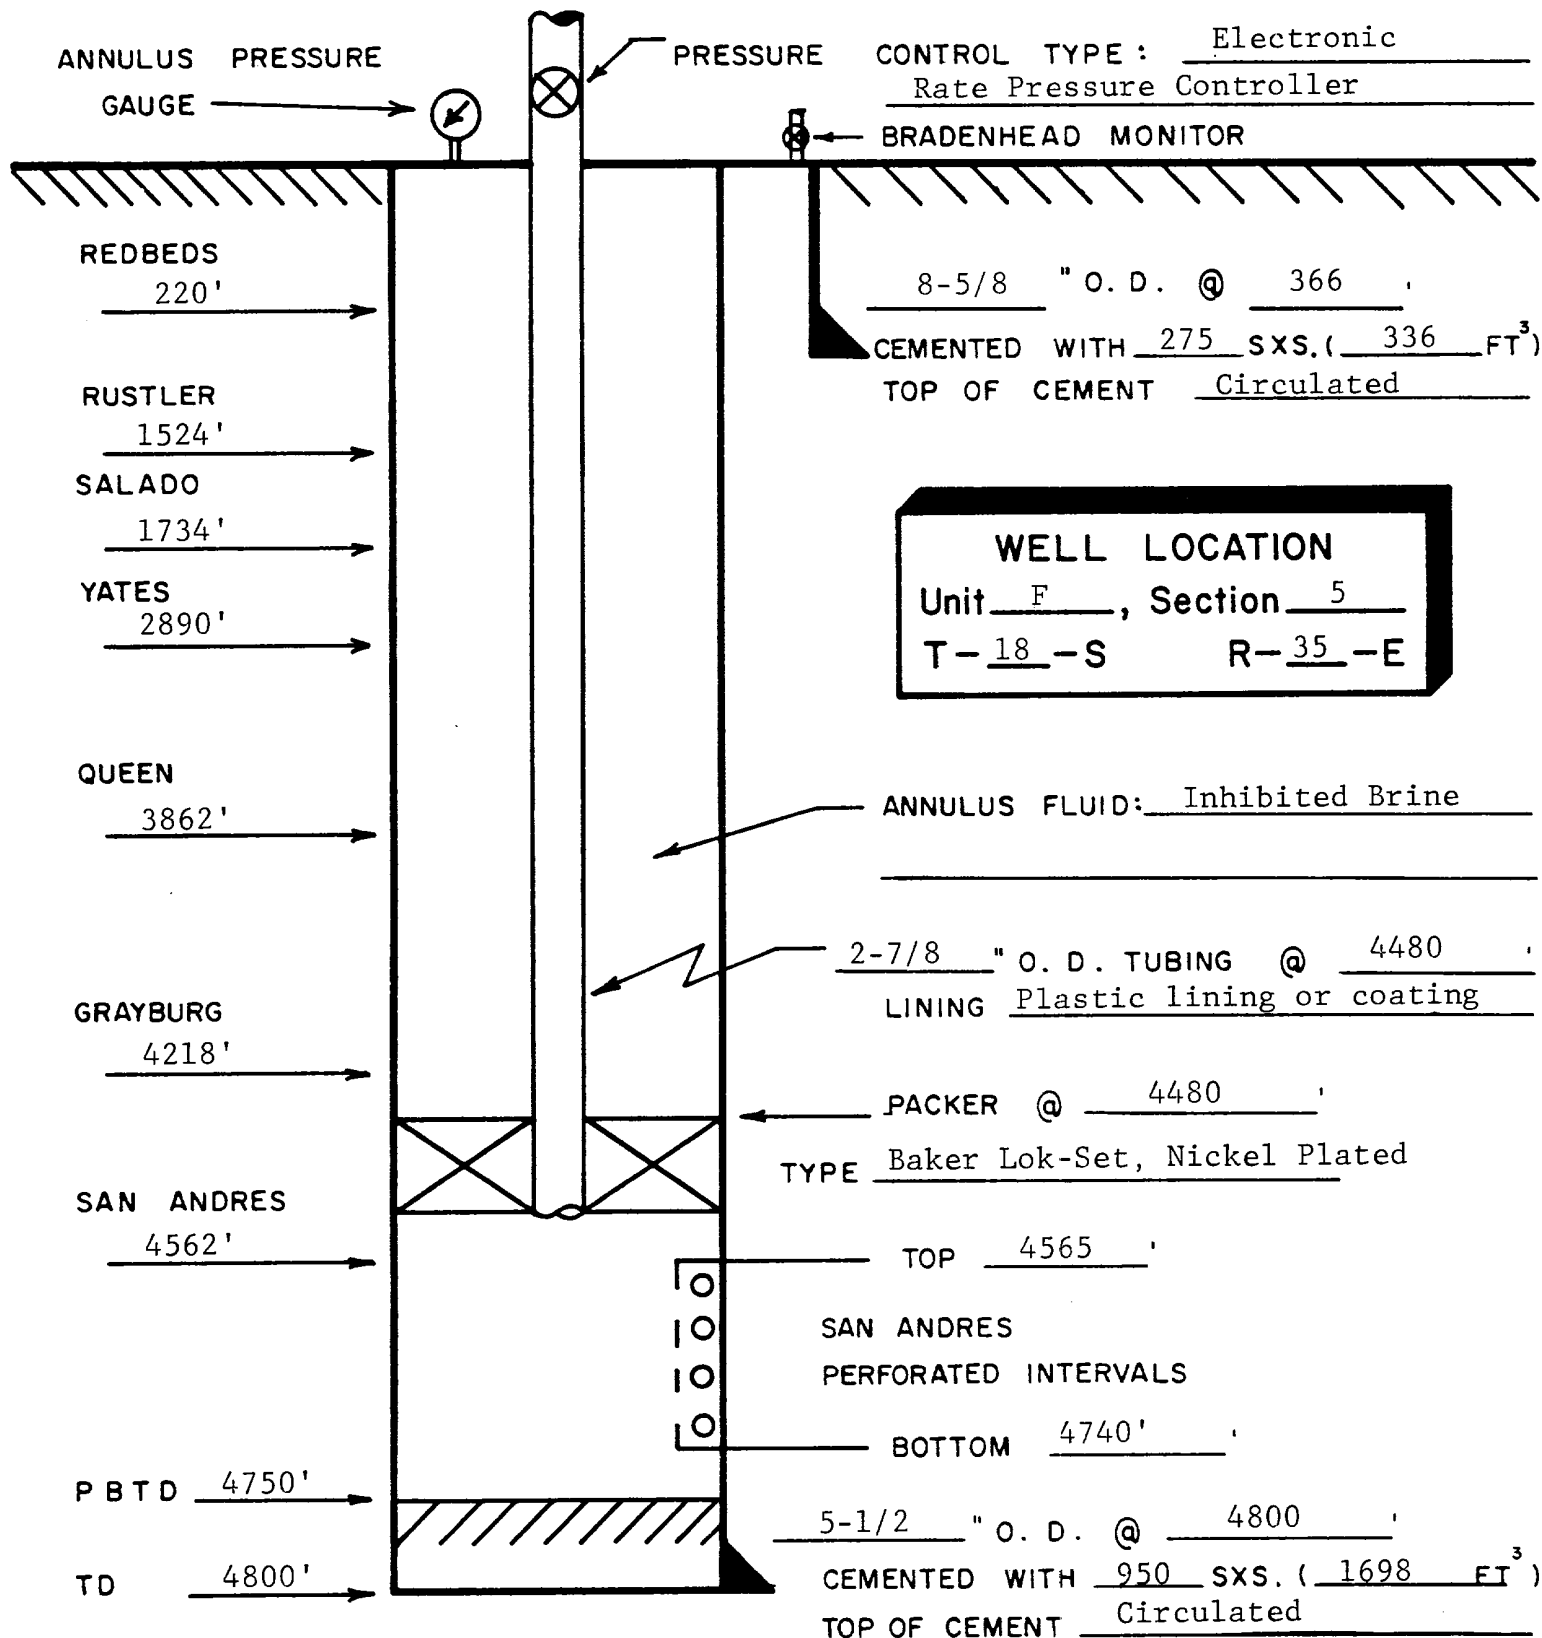 ANNULUS PRESSURE
GAUGE
PRESSURE CONTROL TYPE: Electronic
Rate Pressure Controller
BRADENHEAD MONITOR
REDBEDS
220'
8-5/8 " O.D. @ 366 '
CEMENTED WITH 275 SXS. ( 336 FT³)
TOP OF CEMENT Circulated
RUSTLER
1524'
SALADO
1734'
YATES
2890'
WELL LOCATION
Unit F , Section 5
T-18-S R-35-E
QUEEN
3862'
ANNULUS FLUID: Inhibited Brine
2-7/8 " O. D. TUBING @ 4480 '
LINING Plastic lining or coating
GRAYBURG
4218'
PACKER @ 4480 '
TYPE Baker Lok-Set, Nickel Plated
SAN ANDRES
4562'
TOP 4565 '
SAN ANDRES
PERFORATED INTERVALS
BOTTOM 4740' '
PBTD 4750'
5-1/2 " O. D. @ 4800 '
TD 4800'
CEMENTED WITH 950 SXS. ( 1698 FT³)
TOP OF CEMENT Circulated